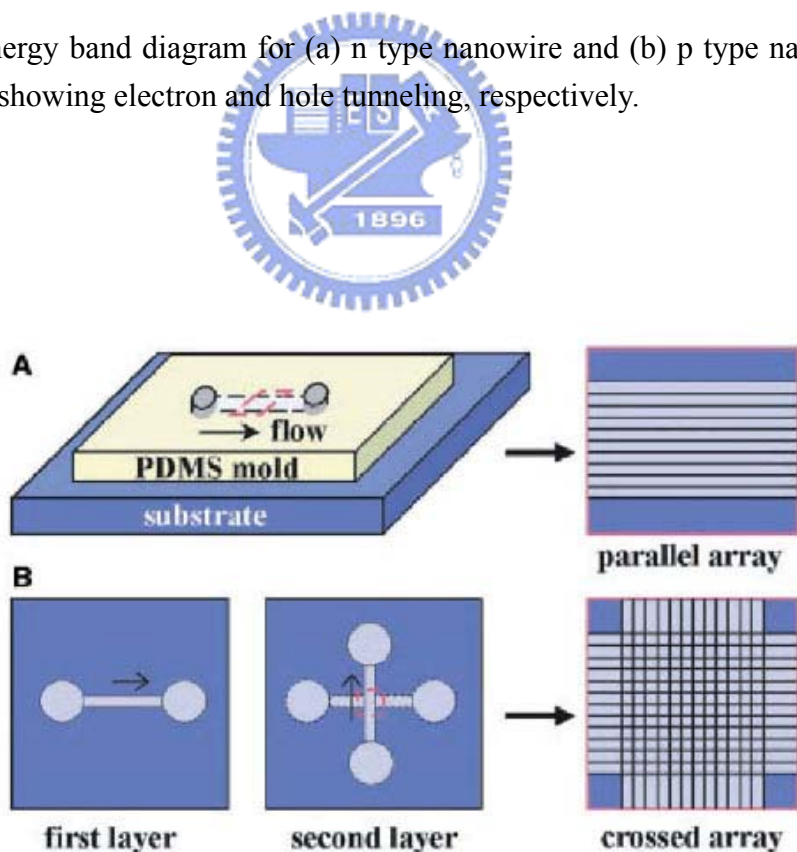 nergy band diagram for (a) n type nanowire and (b) p type na
showing electron and hole tunneling, respectively.
E S
1896
A
flow
PDMS mold
substrate
parallel array
B
first layer
second layer
crossed array